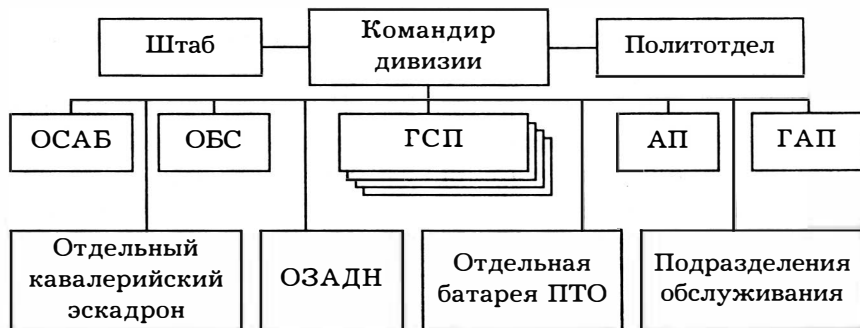 Штаб
Командир
дивизии
Политотдел
ОСАБ
ОБС
ГСП
АП
ГАП
Отдельный
кавалерийский
эскадрон
ОЗАДН
Отдельная
батарея ПТО
Подразделения
обслуживания